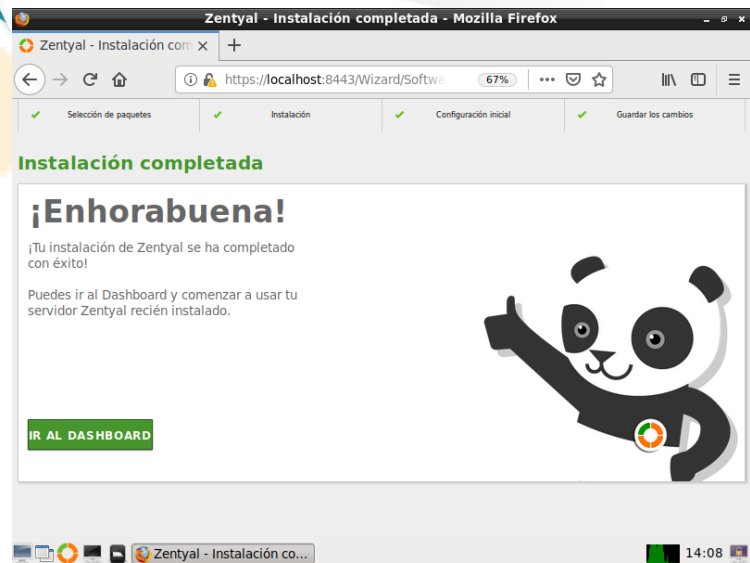 Zentyal - Instalación completada - Mozilla Firefox
Zentyal - Instalación com
https://localhost:8443/Wizard/Softwa
67%
Selección de paquetes
Instalación
Configuración inicial
Guardar los cambios
Instalación completada
¡Enhorabuena!
¡Tu instalación de Zentyal se ha completado
con éxito!
Puedes ir al Dashboard y comenzar a usar tu
servidor Zentyal recién instalado.
IR AL DASHBOARD
Zentyal - Instalación co...
14:08